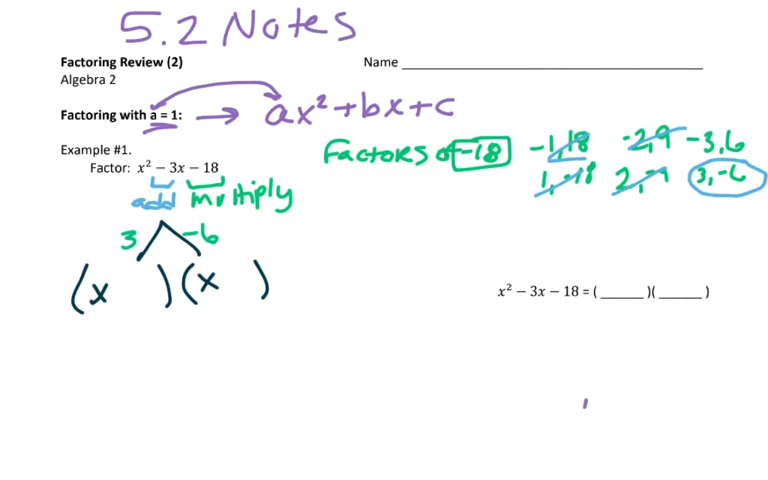 5.2 Notes
Factoring Review (2)
Name
Algebra 2
Factoring with a = 1: → ax² + bx + c
Example #1.
Factor: x² − 3x − 18
Factors of -18 -1, 18 -2, 9 -3, 6
1, -18 2, -9 3, -6
add multiply
3 -6
(x )(x )
x² − 3x − 18 = ( ______ )( ______ )